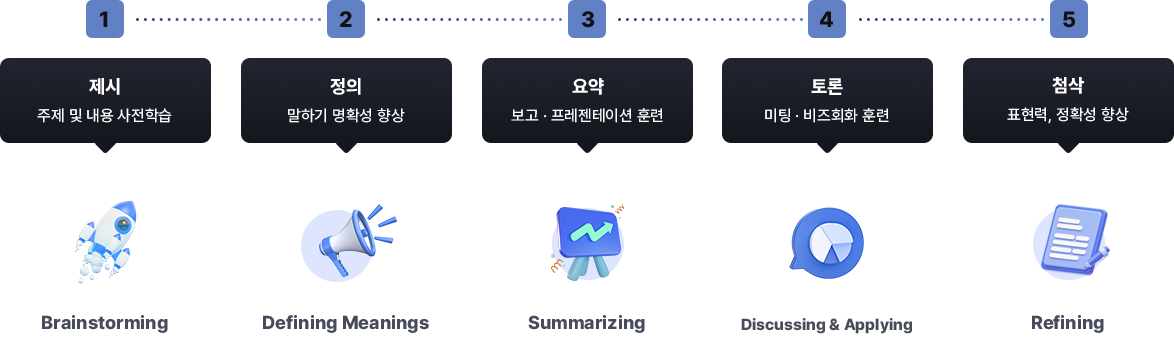 1
2
3
4
5
제시
주제 및 내용 사전학습
정의
말하기 명확성 향상
요약
보고 · 프레젠테이션 훈련
토론
미팅 · 비즈회화 훈련
첨삭
표현력, 정확성 향상
Brainstorming
Defining Meanings
Summarizing
Discussing & Applying
Refining